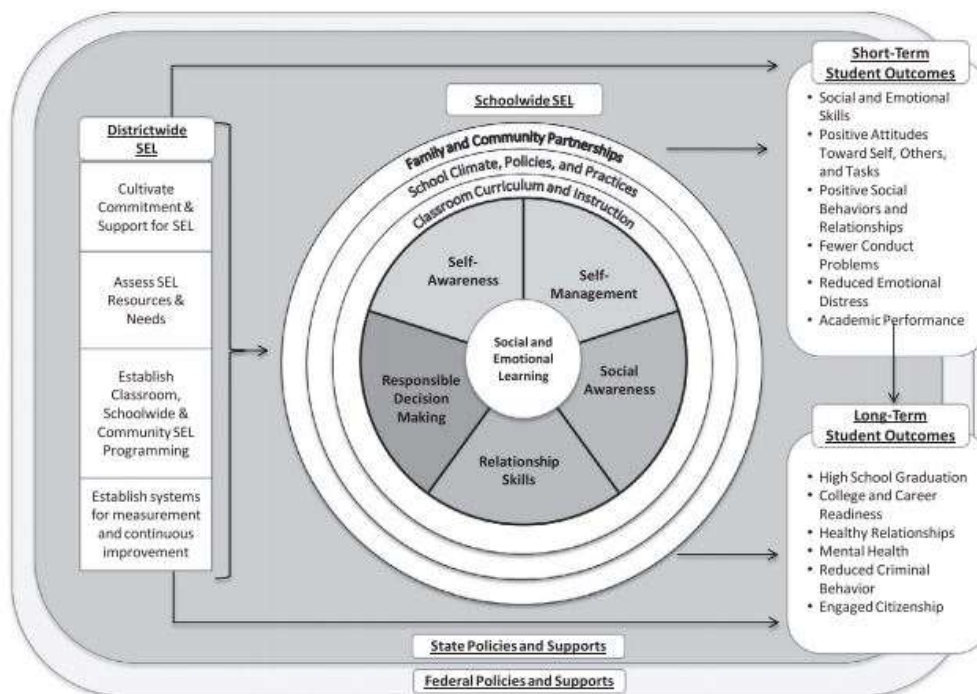 Districtwide
SEL
Cultivate
Commitment &
Support for SEL
Assess SEL
Resources &
Needs
Establish
Classroom,
Schoolwide &
Community SEL
Programming
Establish systems
for measurement
and continuous
improvement
Schoolwide SEL
Family and Community Partnerships
School Climate, Policies, and Practices
Classroom Curriculum and Instruction
Self-
Awareness
Self-
Management
Social and
Emotional
Learning
Responsible
Decision
Making
Social
Awareness
Relationship
Skills
Short-Term
Student Outcomes
• Social and Emotional
Skills
• Positive Attitudes
Toward Self, Others,
and Tasks
• Positive Social
Behaviors and
Relationships
• Fewer Conduct
Problems
• Reduced Emotional
Distress
• Academic Performance
Long-Term
Student Outcomes
• High School Graduation
• College and Career
Readiness
• Healthy Relationships
• Mental Health
• Reduced Criminal
Behavior
• Engaged Citizenship
State Policies and Supports
Federal Policies and Supports